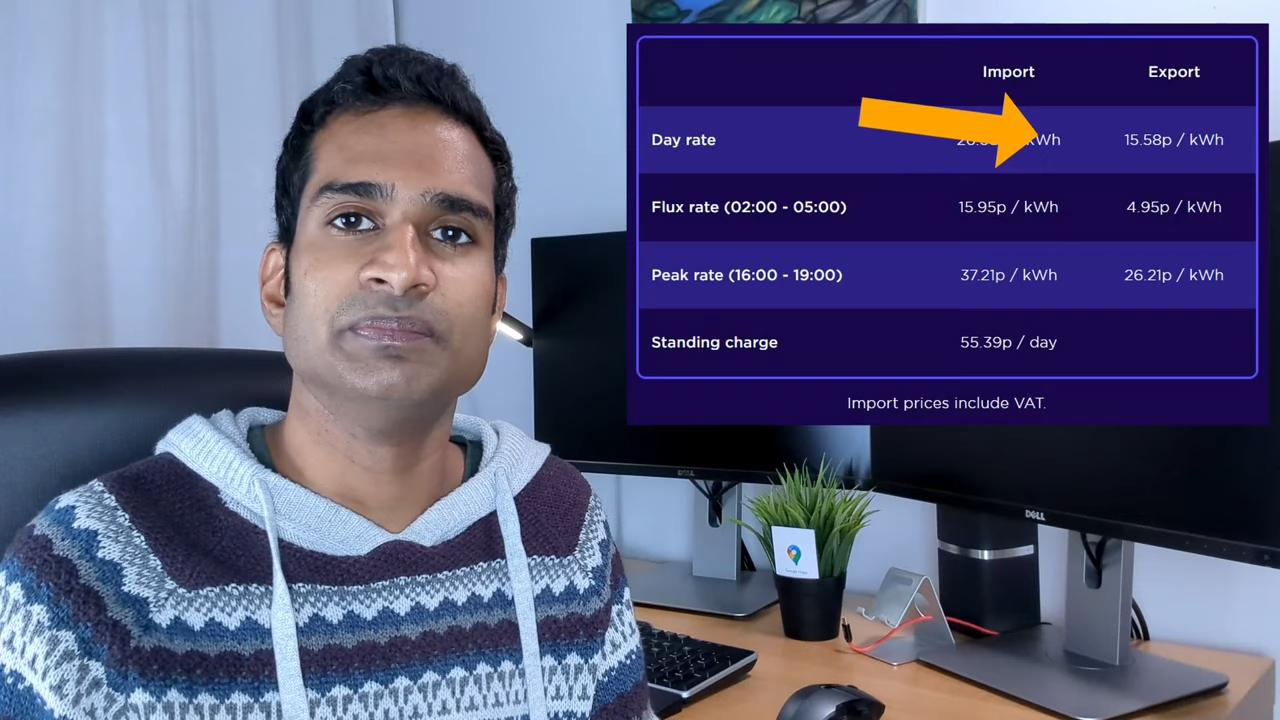 Import Export
Day rate 15.58p / kWh
Flux rate (02:00 - 05:00) 15.95p / kWh 4.95p / kWh
Peak rate (16:00 - 19:00) 37.21p / kWh 26.21p / kWh
Standing charge 55.39p / day
Import prices include VAT.
DELL
DELL
Google Maps